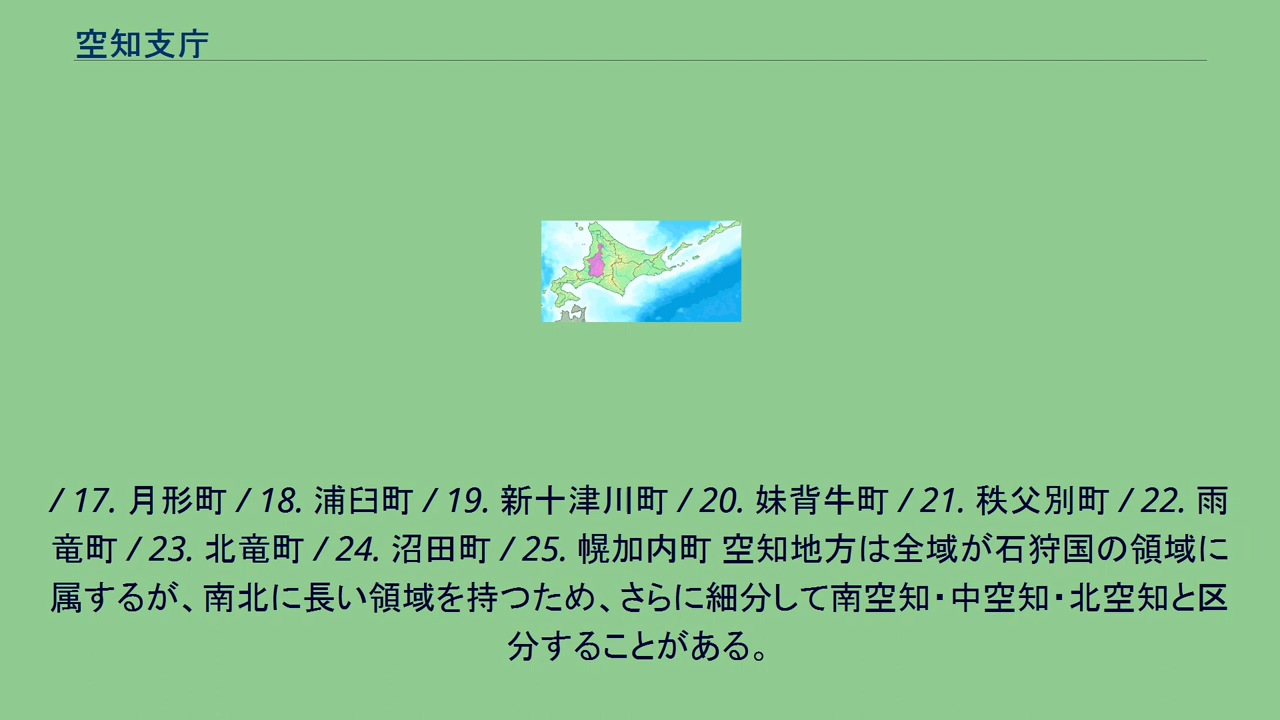 空知支庁
/ 17. 月形町 / 18. 浦臼町 / 19. 新十津川町 / 20. 妹背牛町 / 21. 秩父別町 / 22. 雨
竜町 / 23. 北竜町 / 24. 沼田町 / 25. 幌加内町 空知地方は全域が石狩国の領域に
属するが、南北に長い領域を持つため、さらに細分して南空知・中空知・北空知と区
分することがある。